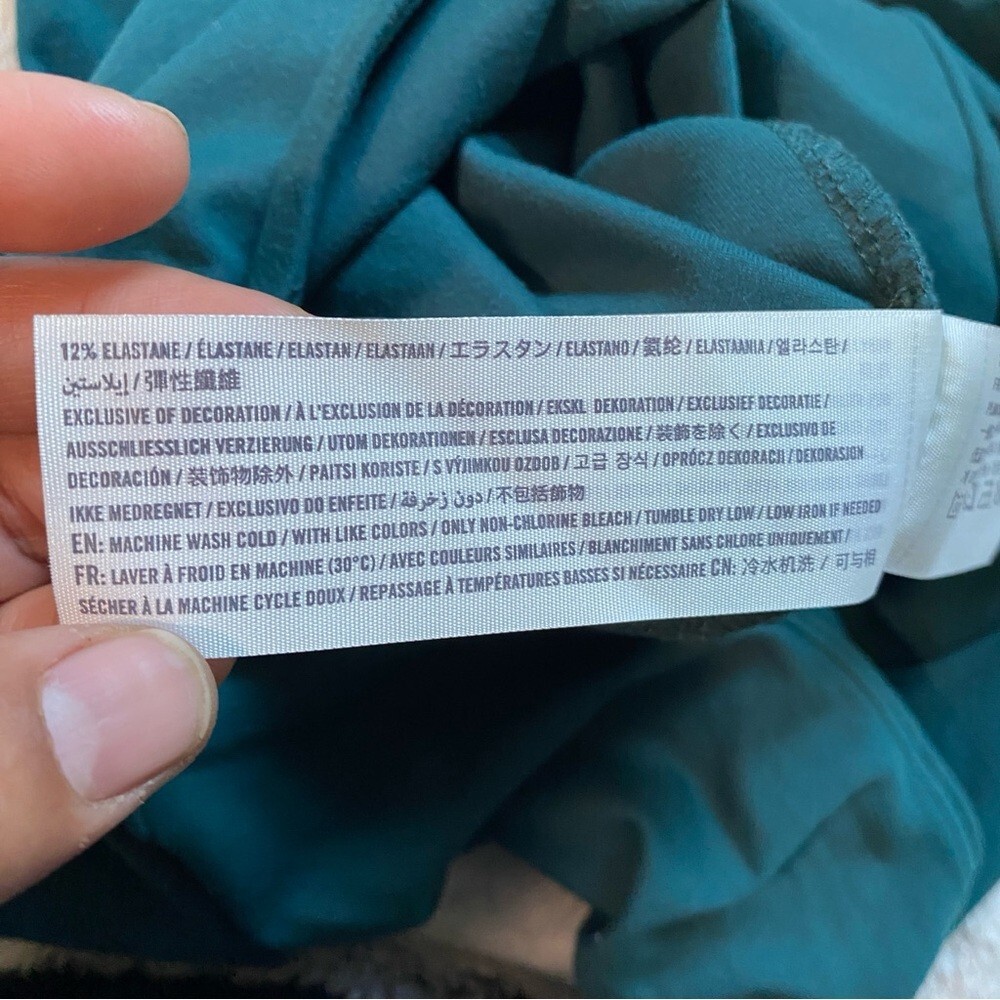 12% ELASTANE / ÉLASTANE / ELASTAN / ELASTAAN / エラスタン / ELASTANO / 氨纶 / ELASTAANIA / 엘라스탄 /
إيلاستين / 彈性纖維
EXCLUSIVE OF DECORATION / À L'EXCLUSION DE LA DÉCORATION / EKSKL DEKORATION / EXCLUSIEF DECORATIE /
AUSSCHLIESSLICH VERZIERUNG / UTOM DEKORATIONEN / ESCLUSA DECORAZIONE / 装飾を除く / EXCLUSIVO DE
DECORACIÓN / 装饰物除外 / PAITSI KORISTE / S VÝJIMKOU OZDOB / 고급 장식 / OPRÓCZ DEKORACJI / DEKORASJON
IKKE MEDREGNET / EXCLUSIVO DO ENFEITE / دون زخرفة / 不包括飾物
EN: MACHINE WASH COLD / WITH LIKE COLORS / ONLY NON-CHLORINE BLEACH / TUMBLE DRY LOW / LOW IRON IF NEEDED
FR: LAVER À FROID EN MACHINE (30°C) / AVEC COULEURS SIMILAIRES / BLANCHIMENT SANS CHLORE UNIQUEMENT /
SÉCHER À LA MACHINE CYCLE DOUX / REPASSAGE À TEMPÉRATURES BASSES SI NÉCESSAIRE CN: 冷水机洗 / 可与相